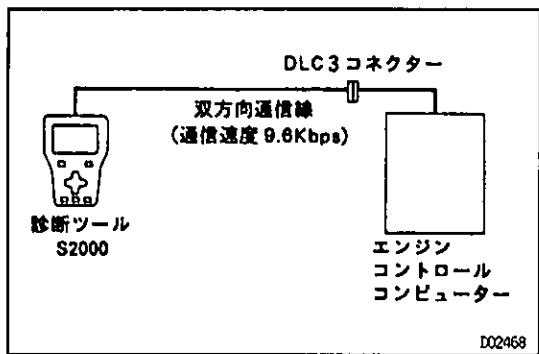 DLC3コネクター
双方向通信線
(通信速度 9.6Kbps)
診断ツール
S2000
エンジン
コントロール
コンピューター
D02468